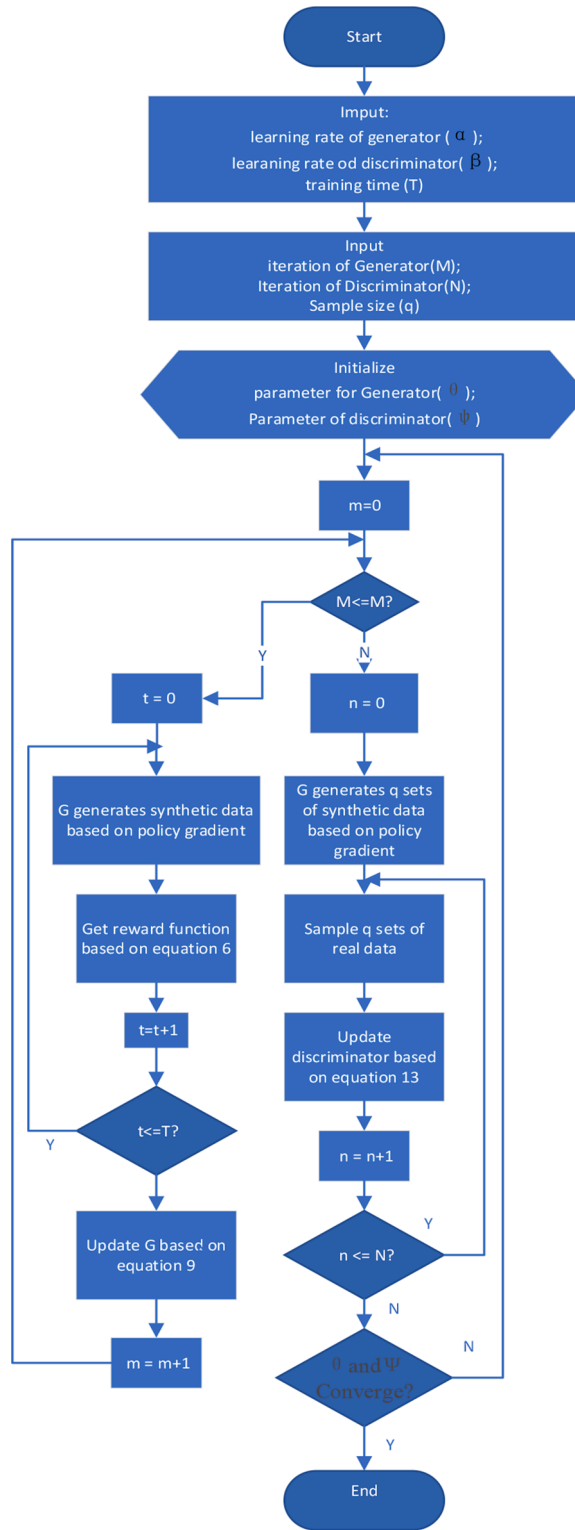 Start
Imput:
learning rate of generator ( α );
learaning rate od discriminator( β );
training time (T)
Input
iteration of Generator(M);
Iteration of Discriminator(N);
Sample size (q)
Initialize
parameter for Generator( θ );
Parameter of discriminator( ψ )
m=0
M<=M?
Y
N
t = 0
n = 0
G generates synthetic data
based on policy gradient
G generates q sets
of synthetic data
based on policy
gradient
Get reward function
based on equation 6
Sample q sets of
real data
t=t+1
Update
discriminator based
on equation 13
t<=T?
Y
n = n+1
Update G based on
equation 9
Y
n <= N?
N
m = m+1
θ and Ψ
Converge?
N
Y
End